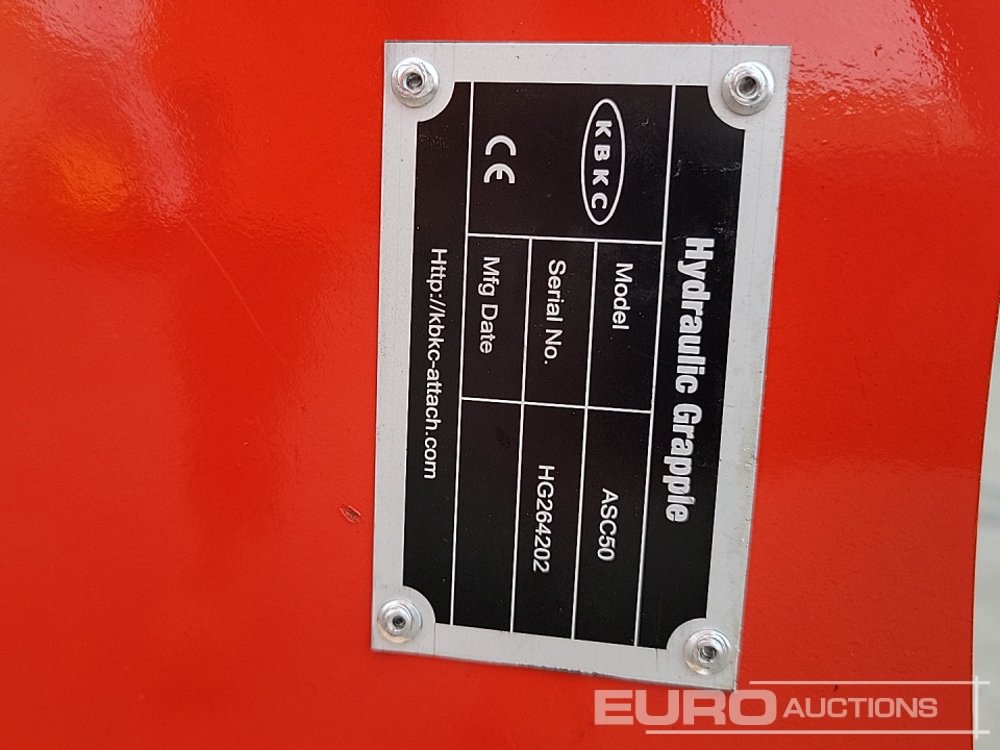 Hydraulic Grapple
KBKC
CE
Model ASC50
Serial No. HG264202
Mfg Date
Http://kbkc-attach.com
EURO AUCTIONS